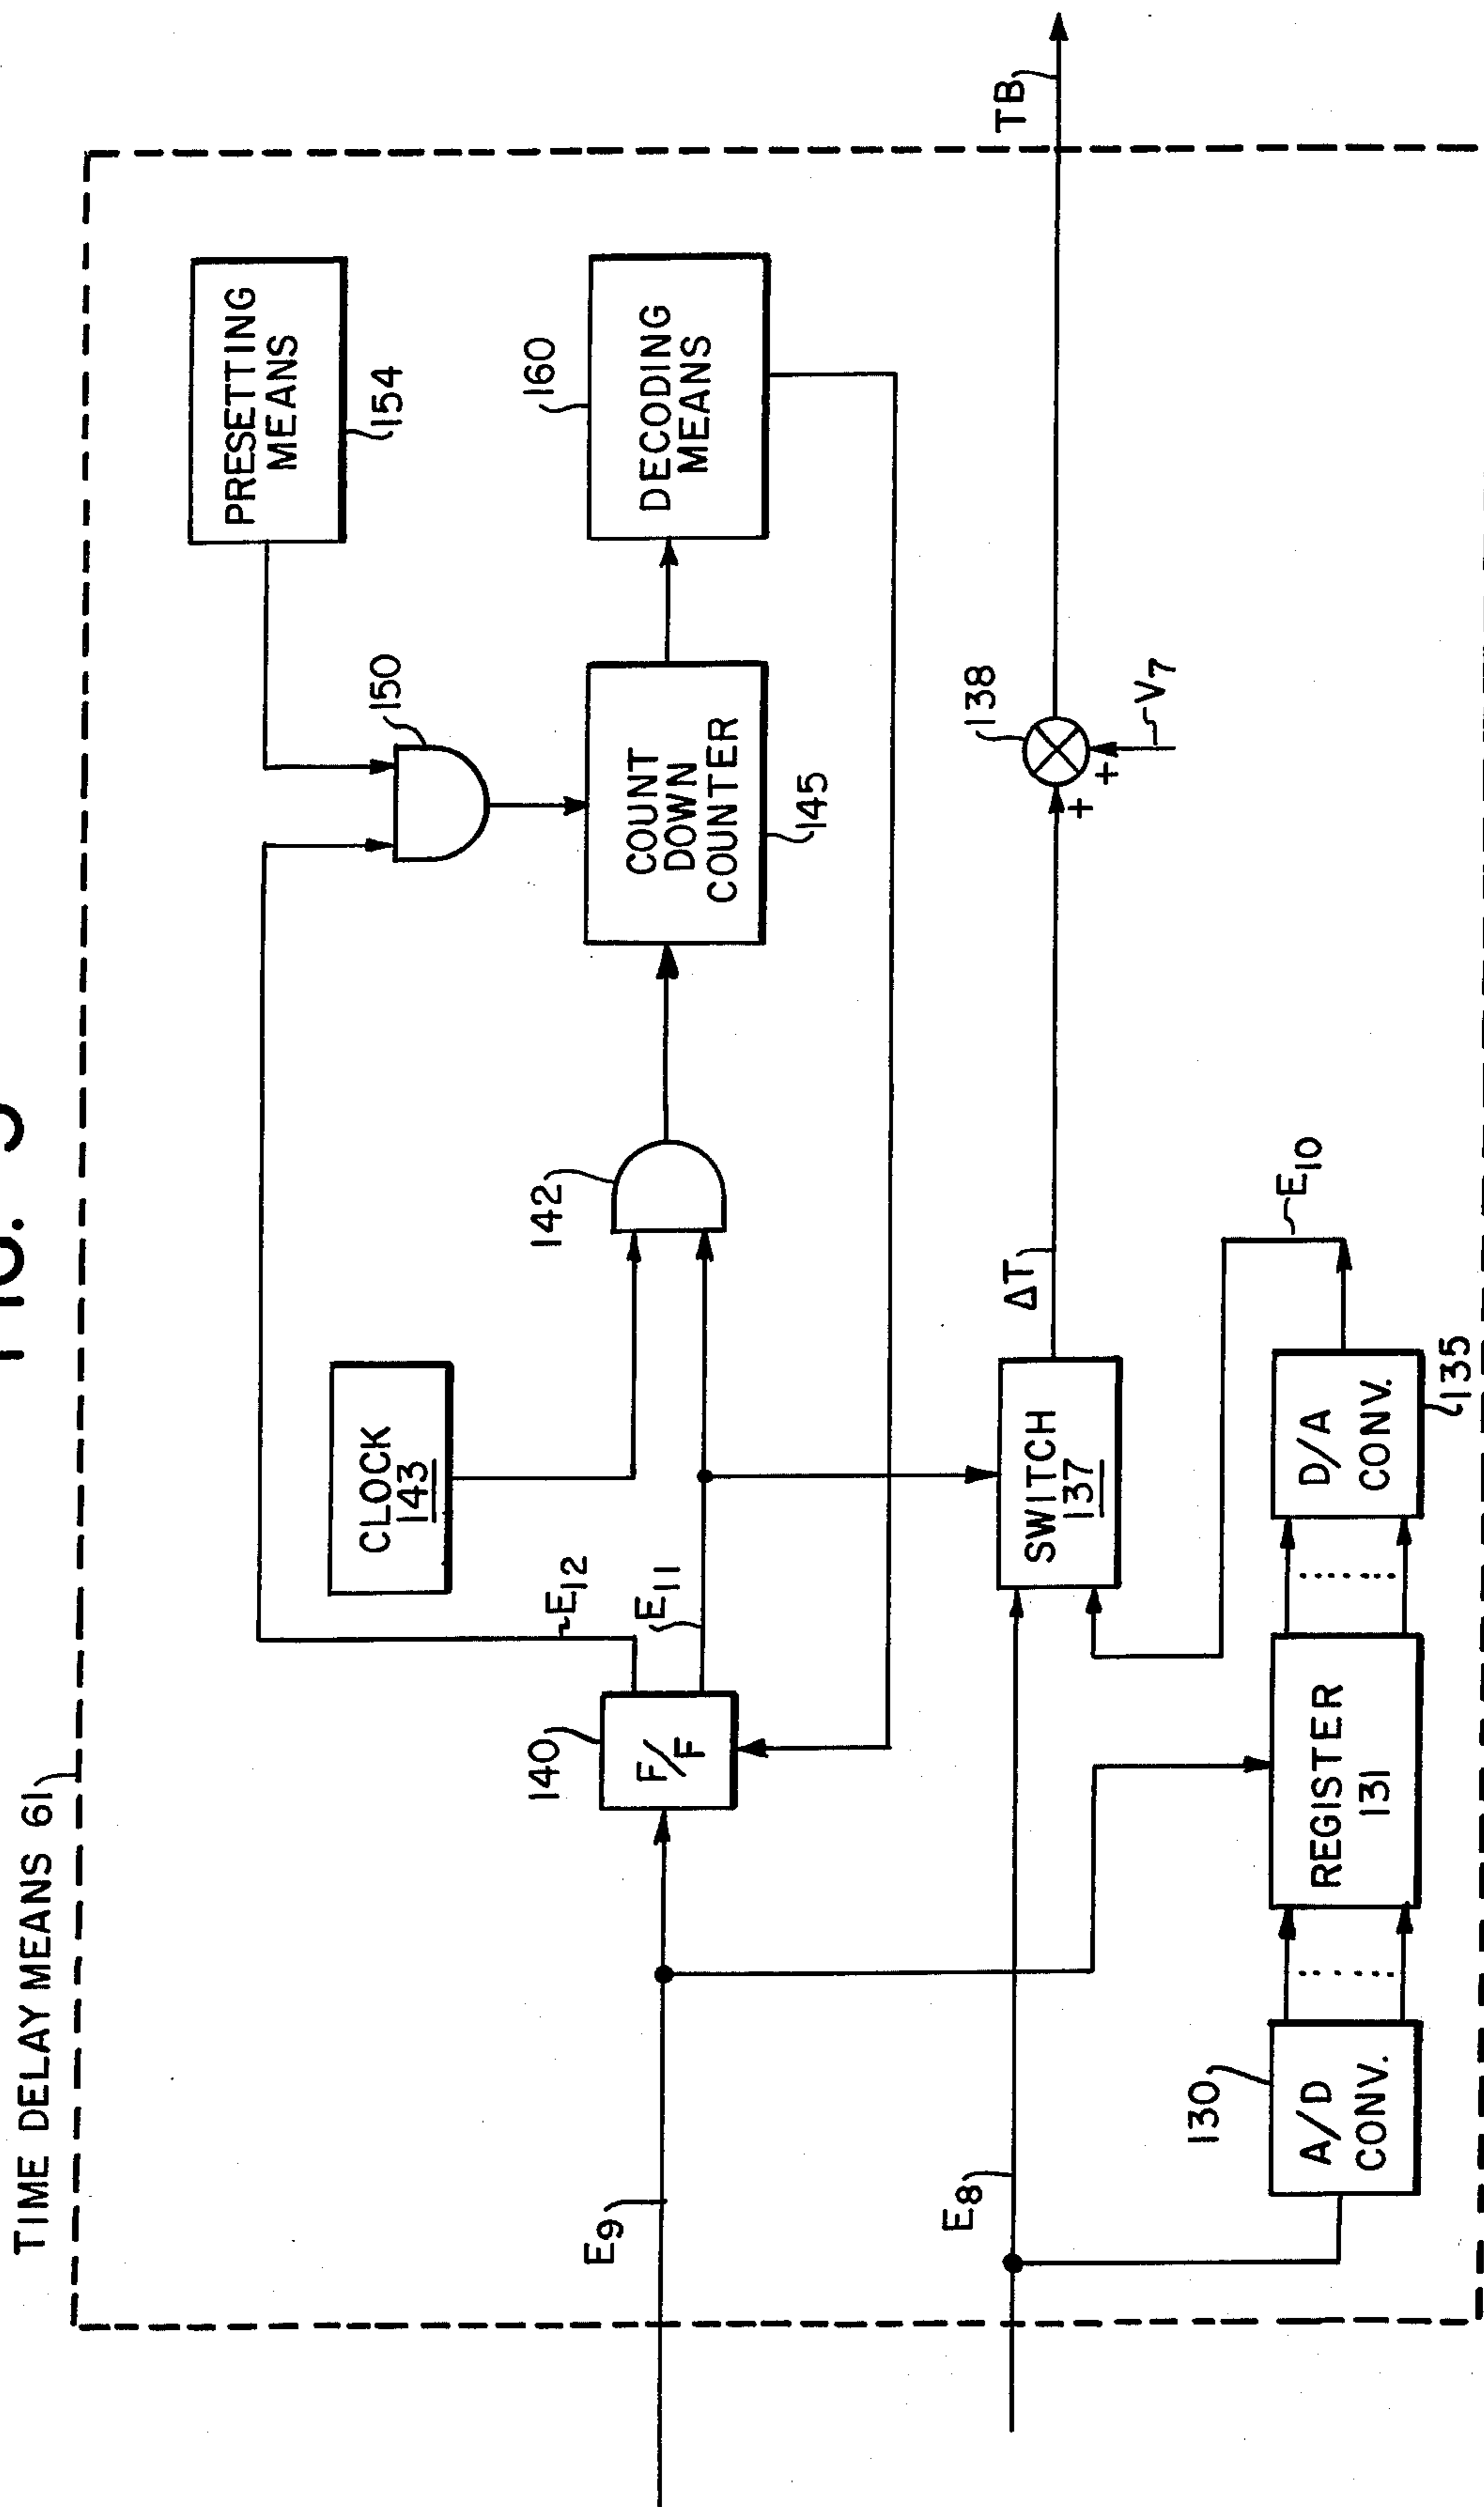 TIME DELAY MEANS 61
PRESETTING
MEANS
154
150
160
DECODING
MEANS
COUNT
DOWN
COUNTER
145
142
CLOCK
143
E12
E11
140
F/F
E9
TB
138
+
+
V7
ΔT
SWITCH
137
E8
E10
130
A/D
CONV.
REGISTER
131
D/A
CONV.
135